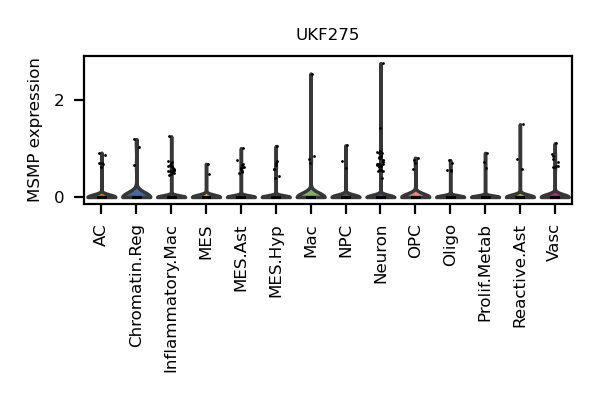 UKF275
MSMP expression
2
0
AC
Chromatin.Reg
Inflammatory.Mac
MES
MES.Ast
MES.Hyp
Mac
NPC
Neuron
OPC
Oligo
Prolif.Metab
Reactive.Ast
Vasc